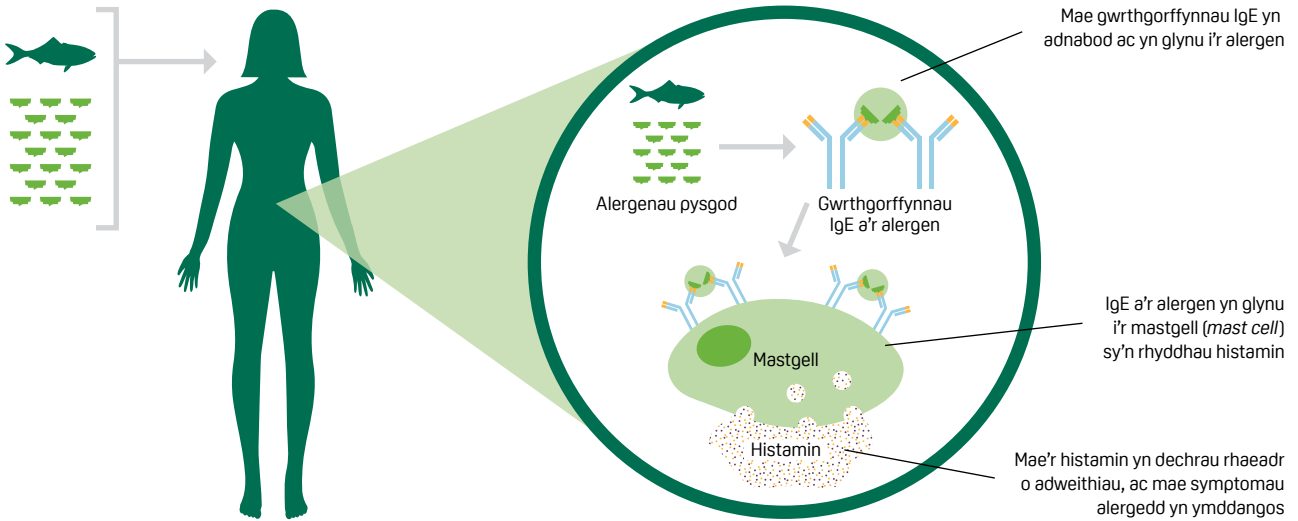 Mae gwrthgorffynnau IgE yn
adnabod ac yn glynu i'r alergen
Alergenau pysgod
Gwrthgorffynnau
IgE a'r alergen
IgE a'r alergen yn glynu
i'r mastgell (mast cell)
sy'n rhyddhau histamin
Mastgell
Histamin
Mae'r histamin yn dechrau rhaeadr
o adweithiau, ac mae symptomau
alergedd yn ymddangos